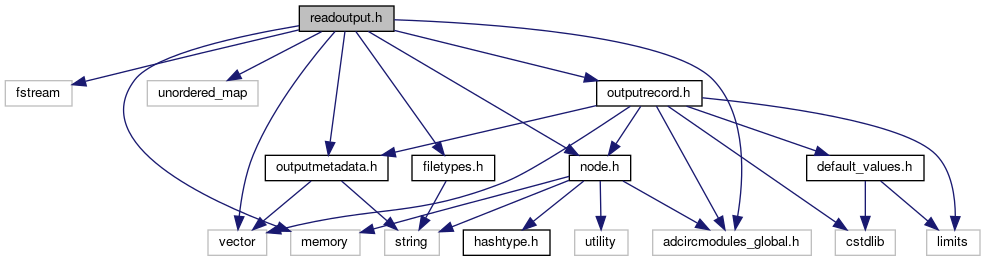 readoutput.h
fstream
unordered_map
outputrecord.h
outputmetadata.h
filetypes.h
node.h
default_values.h
vector
memory
string
hashtype.h
utility
adcircmodules_global.h
cstdlib
limits